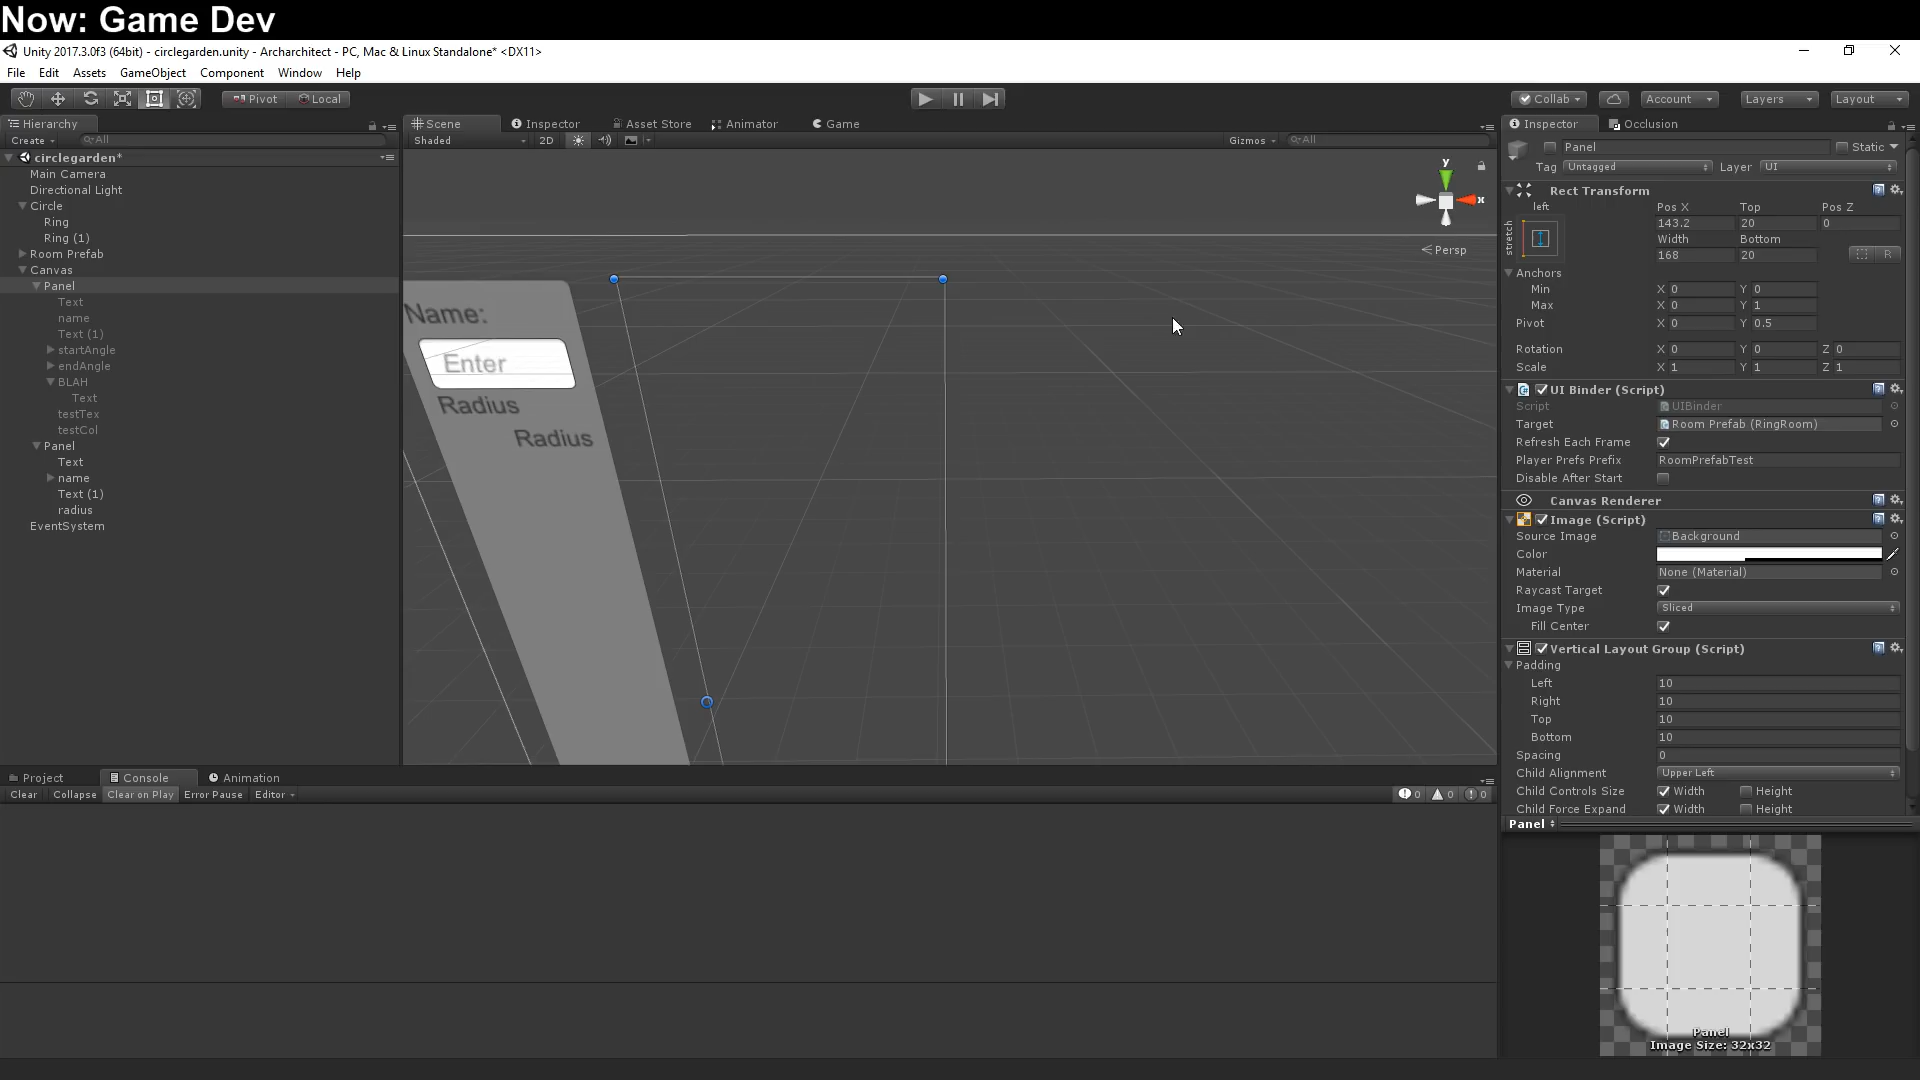 Now: Game Dev
Unity 2017.3.0f3 (64bit) - circlegarden.unity - Archarchitect - PC, Mac & Linux Standalone* <DX11>
File Edit Assets GameObject Component Window Help
Pivot Local Collab Account Layers Layout
Hierarchy
Create All
circlegarden*
Main Camera
Directional Light
Circle
Ring
Ring (1)
Room Prefab
Canvas
Panel
Text
name
Text (1)
startAngle
endAngle
BLAH
Text
testTex
testCol
Panel
Text
name
Text (1)
radius
EventSystem
Scene Inspector Asset Store Animator Game
Shaded 2D Gizmos All
y
x
Persp
Name:
Enter
Radius
Radius
Project Console Animation
Clear Collapse Clear on Play Error Pause Editor 0 0 0
Inspector Occlusion
Panel Static
Tag Untagged Layer UI
Rect Transform
left Pos X Top Pos Z
stretch
143.2 20 0
Width Bottom
168 20 R
Anchors
Min X 0 Y 0
Max X 0 Y 1
Pivot X 0 Y 0.5
Rotation X 0 Y 0 Z 0
Scale X 1 Y 1 Z 1
UI Binder (Script)
Script UIBinder
Target Room Prefab (RingRoom)
Refresh Each Frame
Player Prefs Prefix RoomPrefabTest
Disable After Start
Canvas Renderer
Image (Script)
Source Image Background
Color
Material None (Material)
Raycast Target
Image Type Sliced
Fill Center
Vertical Layout Group (Script)
Padding
Left 10
Right 10
Top 10
Bottom 10
Spacing 0
Child Alignment Upper Left
Child Controls Size Width Height
Child Force Expand Width Height
Panel
Panel
Image Size: 32x32